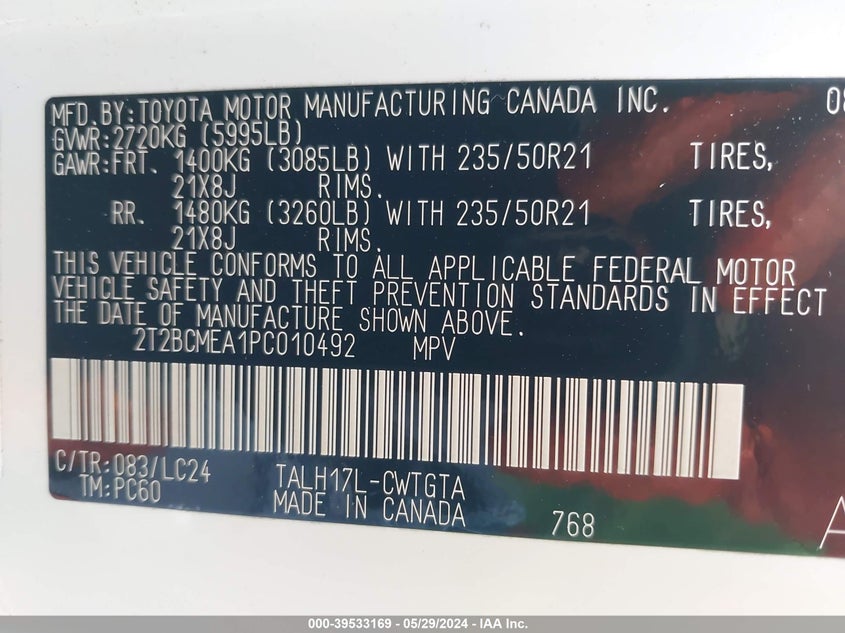 MFD.BY:TOYOTA MOTOR MANUFACTURING CANADA INC. 08
GVWR:2720KG (5995LB)
GAWR:FRT. 1400KG (3085LB) WITH 235/50R21 TIRES,
21X8J RIMS.
RR. 1480KG (3260LB) WITH 235/50R21 TIRES,
21X8J RIMS.
THIS VEHICLE CONFORMS TO ALL APPLICABLE FEDERAL MOTOR
VEHICLE SAFETY AND THEFT PREVENTION STANDARDS IN EFFECT
THE DATE OF MANUFACTURE SHOWN ABOVE.
2T2BCMEA1PC010492 MPV
C/TR:083/LC24 TALH17L-CWTGTA
TM:PC60 MADE IN CANADA 768
A
000-39533169 - 05/29/2024 - IAA Inc.